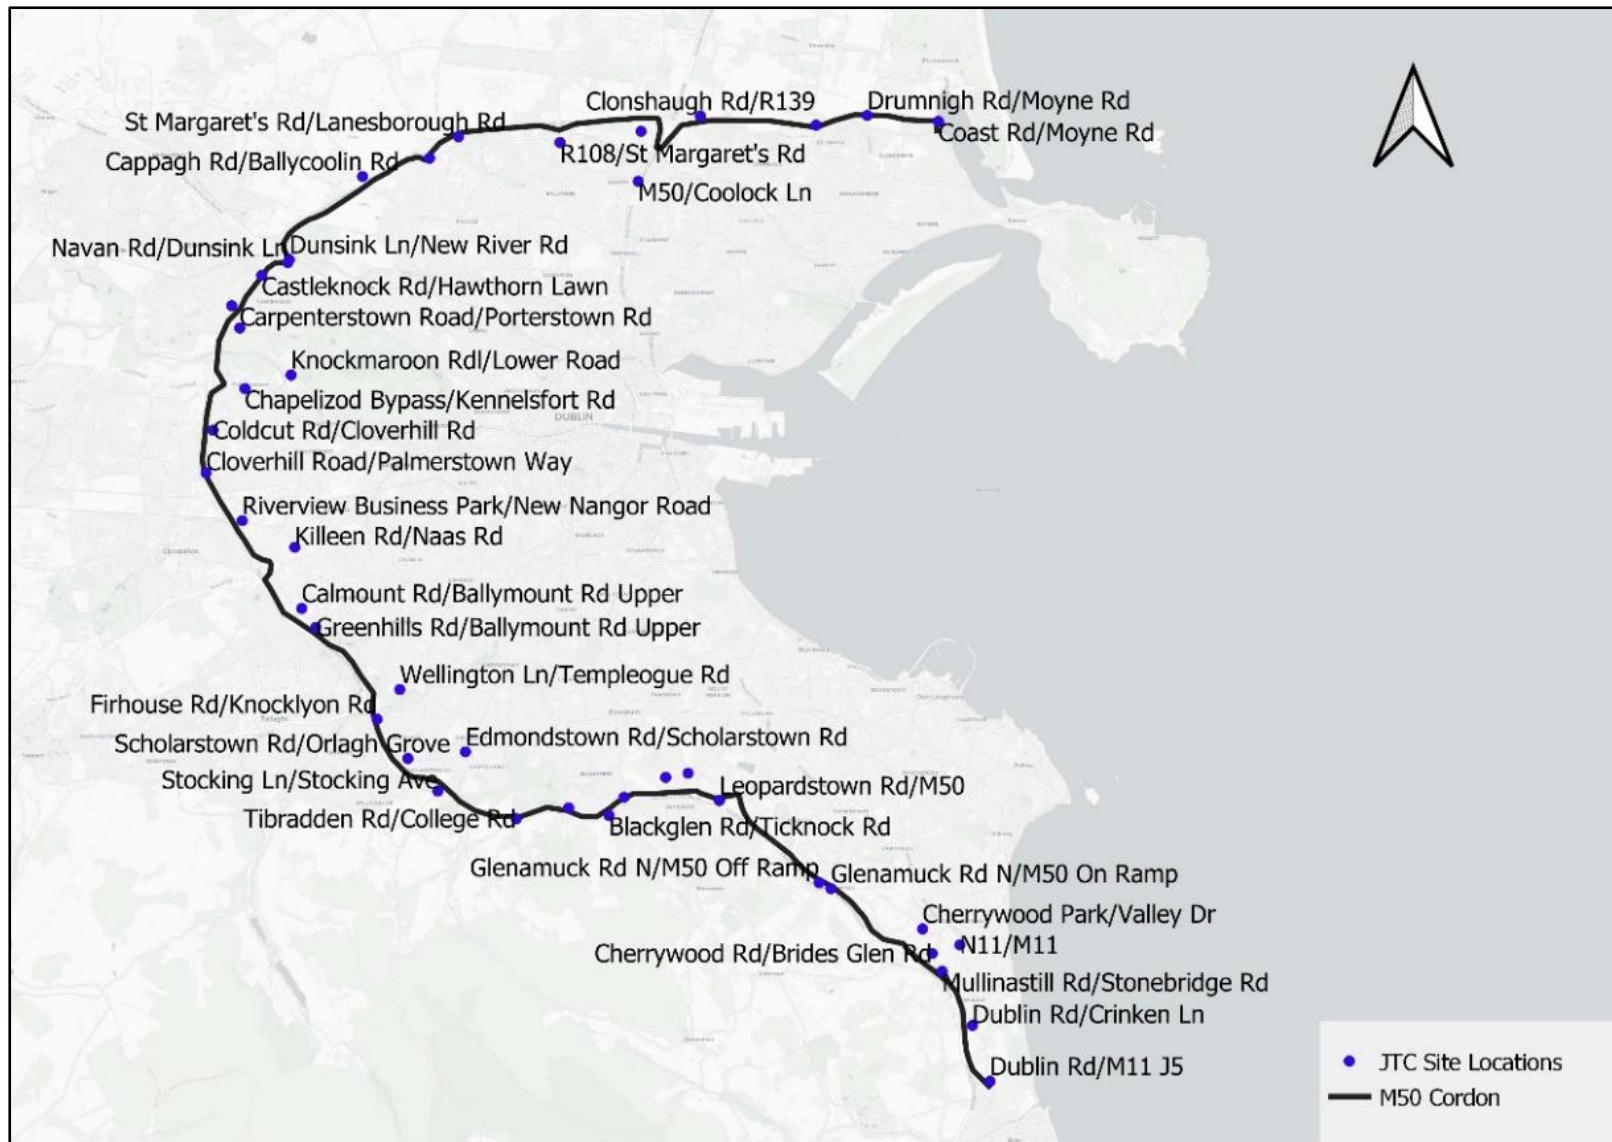 Clonshaugh Rd/R139
Drumnigh Rd/Moyne Rd
St Margaret's Rd/Lanesborough Rd
Coast Rd/Moyne Rd
Cappagh Rd/Ballycoolin Rd
R108/St Margaret's Rd
M50/Coolock Ln
Navan Rd/Dunsink Ln
Dunsink Ln/New River Rd
Castleknock Rd/Hawthorn Lawn
Carpenterstown Road/Porterstown Rd
Knockmaroon Rdl/Lower Road
Chapelizod Bypass/Kennelsfort Rd
DUBLIN
Coldcut Rd/Cloverhill Rd
Cloverhill Road/Palmerstown Way
Riverview Business Park/New Nangor Road
Killeen Rd/Naas Rd
Calmount Rd/Ballymount Rd Upper
Greenhills Rd/Ballymount Rd Upper
Wellington Ln/Templeogue Rd
Firhouse Rd/Knocklyon Rd
Scholarstown Rd/Orlagh Grove
Edmondstown Rd/Scholarstown Rd
Stocking Ln/Stocking Ave
Leopardstown Rd/M50
Tibradden Rd/College Rd
Blackglen Rd/Ticknock Rd
Glenamuck Rd N/M50 Off Ramp
Glenamuck Rd N/M50 On Ramp
Cherrywood Park/Valley Dr
N11/M11
Cherrywood Rd/Brides Glen Rd
Mullinastill Rd/Stonebridge Rd
Dublin Rd/Crinken Ln
Dublin Rd/M11 J5
JTC Site Locations
M50 Cordon